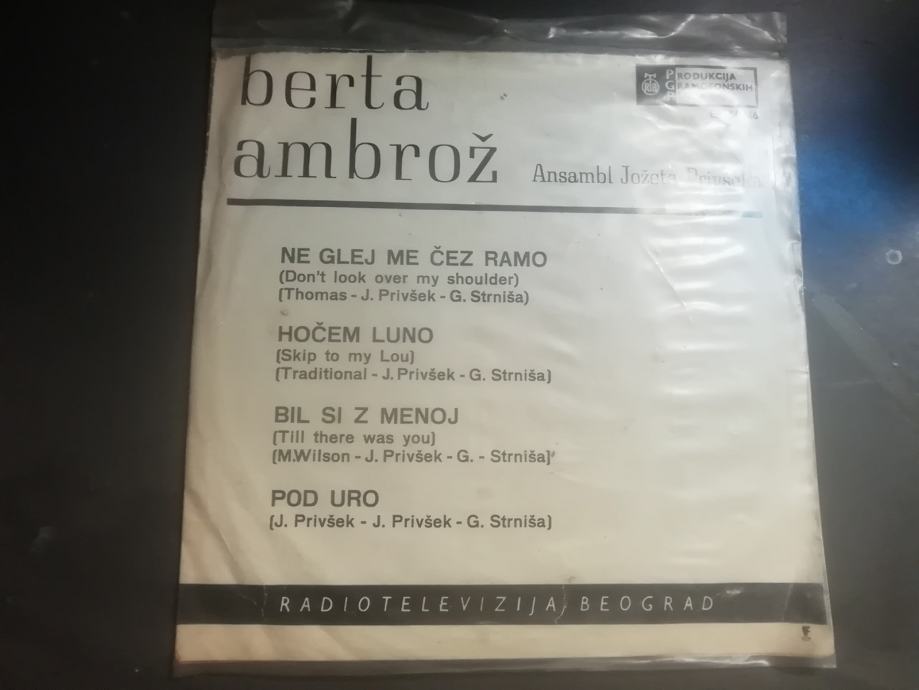 berta
ambrož
PRODUKCIJA
GRAMOFONSKIH
Ansambl Jožeta Privšeka
NE GLEJ ME ČEZ RAMO
(Don't look over my shoulder)
(Thomas - J. Privšek - G. Strniša)
HOČEM LUNO
(Skip to my Lou)
(Traditional - J. Privšek - G. Strniša)
BIL SI Z MENOJ
(Till there was you)
(M.Wilson - J. Privšek - G. - Strniša)
POD URO
(J. Privšek - J. Privšek - G. Strniša)
RADIOTELEVIZIJA BEOGRAD